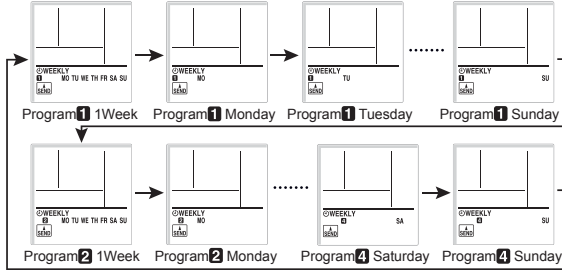 WEEKLY
1 MO TU WE TH FR SA SU
SEND
Program 1 1Week
WEEKLY
1 MO
SEND
Program 1 Monday
WEEKLY
1 TU
SEND
Program 1 Tuesday
.......
WEEKLY
1 SU
SEND
Program 1 Sunday
WEEKLY
2 MO TU WE TH FR SA SU
SEND
Program 2 1Week
WEEKLY
2 MO
SEND
Program 2 Monday
.......
WEEKLY
4 SA
SEND
Program 4 Saturday
WEEKLY
4 SU
SEND
Program 4 Sunday